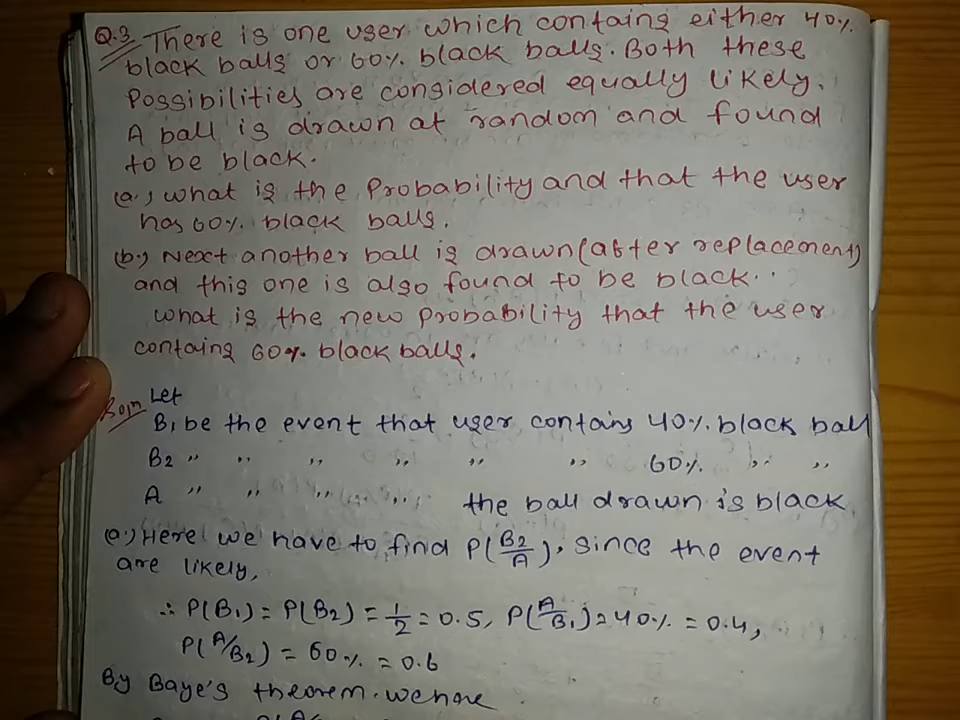 Q.3 There is one user which contains either 40%
black balls or 60% black balls. Both these
Possibilities are considered equally likely.
A ball is drawn at random and found
to be black.
(a.) what is the Probability and that the user
has 60% black balls.
(b.) Next another ball is drawn (after replacement)
and this one is also found to be black..
what is the new probability that the user
contains 60% black balls.
Soln Let
B₁ be the event that user contains 40% black ball
B₂ " " " " " " 60% " "
A " " " " the ball drawn is black.
(a.) Here we have to find P(B₂/A), since the event
are likely,
∴ P(B₁) = P(B₂) = 1/2 = 0.5, P(A/B₁) = 40% = 0.4,
P(A/B₂) = 60% = 0.6
By Baye's theorem. we have